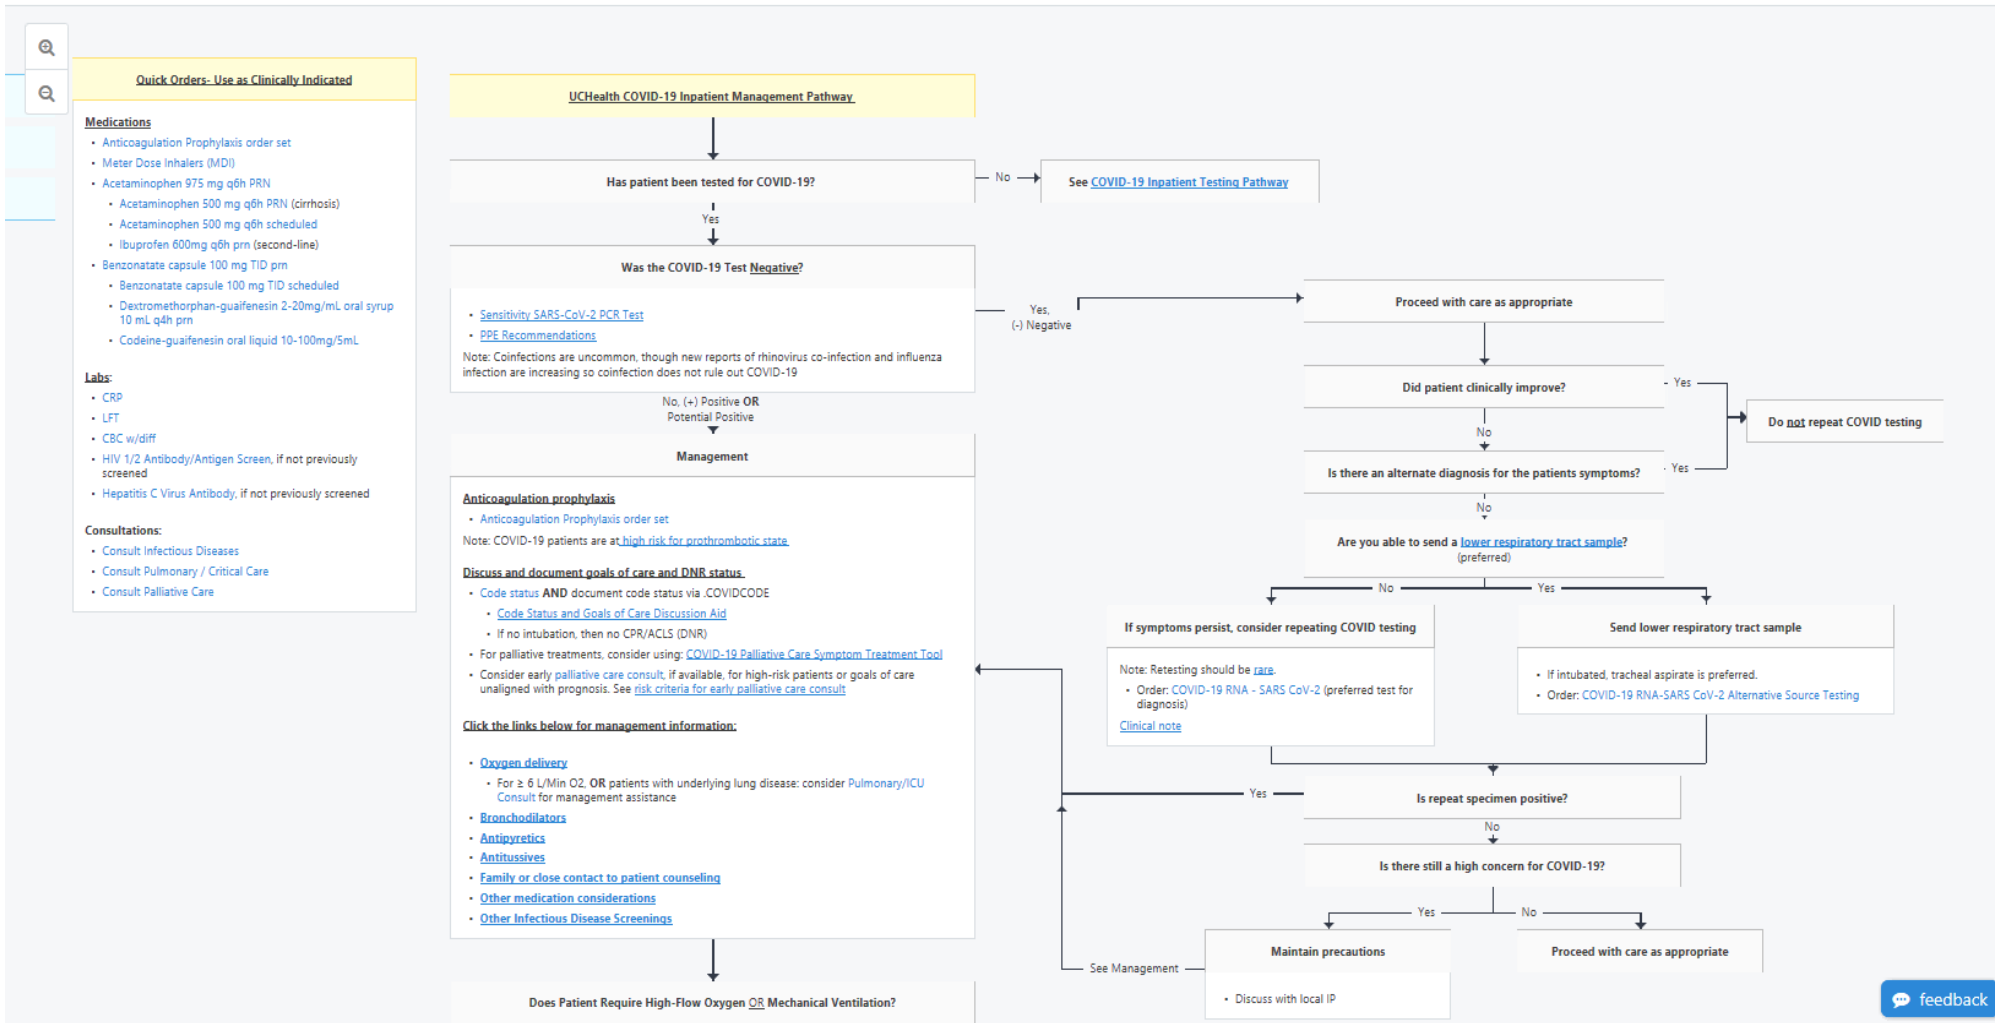 Quick Orders- Use as Clinically Indicated
Medications
• Anticoagulation Prophylaxis order set
• Meter Dose Inhalers (MDI)
• Acetaminophen 975 mg q6h PRN
• Acetaminophen 500 mg q6h PRN (cirrhosis)
• Acetaminophen 500 mg q6h scheduled
• Ibuprofen 600mg q6h prn (second-line)
• Benzonatate capsule 100 mg TID prn
• Benzonatate capsule 100 mg TID scheduled
• Dextromethorphan-guaifenesin 2-20mg/mL oral syrup
10 mL q4h prn
• Codeine-guaifenesin oral liquid 10-100mg/5mL
Labs:
• CRP
• LFT
• CBC w/diff
• HIV 1/2 Antibody/Antigen Screen, if not previously
screened
• Hepatitis C Virus Antibody, if not previously screened
Consultations:
• Consult Infectious Diseases
• Consult Pulmonary / Critical Care
• Consult Palliative Care
UCHealth COVID-19 Inpatient Management Pathway
Has patient been tested for COVID-19?
No
See COVID-19 Inpatient Testing Pathway
Yes
Was the COVID-19 Test Negative?
• Sensitivity SARS-CoV-2 PCR Test
• PPE Recommendations
Note: Coinfections are uncommon, though new reports of rhinovirus co-infection and influenza
infection are increasing so coinfection does not rule out COVID-19
Yes,
(-) Negative
No, (+) Positive OR
Potential Positive
Management
Anticoagulation prophylaxis
• Anticoagulation Prophylaxis order set
Note: COVID-19 patients are at high risk for prothrombotic state
Discuss and document goals of care and DNR status
• Code status AND document code status via .COVIDCODE
• Code Status and Goals of Care Discussion Aid
• If no intubation, then no CPR/ACLS (DNR)
• For palliative treatments, consider using: COVID-19 Palliative Care Symptom Treatment Tool
• Consider early palliative care consult, if available, for high-risk patients or goals of care
unaligned with prognosis. See risk criteria for early palliative care consult
Click the links below for management information:
• Oxygen delivery
• For ≥ 6 L/Min O2, OR patients with underlying lung disease: consider Pulmonary/ICU
Consult for management assistance
• Bronchodilators
• Antipyretics
• Antitussives
• Family or close contact to patient counseling
• Other medication considerations
• Other Infectious Disease Screenings
Does Patient Require High-Flow Oxygen OR Mechanical Ventilation?
Proceed with care as appropriate
Did patient clinically improve?
Yes
Do not repeat COVID testing
No
Is there an alternate diagnosis for the patients symptoms?
Yes
No
Are you able to send a lower respiratory tract sample?
(preferred)
No
Yes
If symptoms persist, consider repeating COVID testing
Note: Retesting should be rare.
• Order: COVID-19 RNA - SARS CoV-2 (preferred test for
diagnosis)
Clinical note
Send lower respiratory tract sample
• If intubated, tracheal aspirate is preferred.
• Order: COVID-19 RNA-SARS CoV-2 Alternative Source Testing
Is repeat specimen positive?
Yes
No
Is there still a high concern for COVID-19?
Yes
No
Maintain precautions
• Discuss with local IP
See Management
Proceed with care as appropriate
feedback